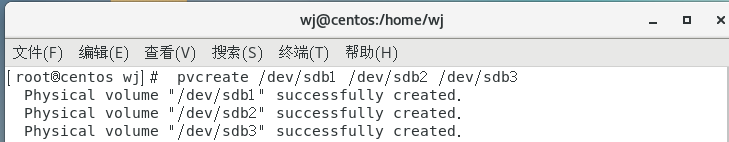 wj@centos:/home/wj
文件(F) 编辑(E) 查看(V) 搜索(S) 终端(T) 帮助(H)
[root@centos wj]# pvcreate /dev/sdb1 /dev/sdb2 /dev/sdb3
Physical volume "/dev/sdb1" successfully created.
Physical volume "/dev/sdb2" successfully created.
Physical volume "/dev/sdb3" successfully created.